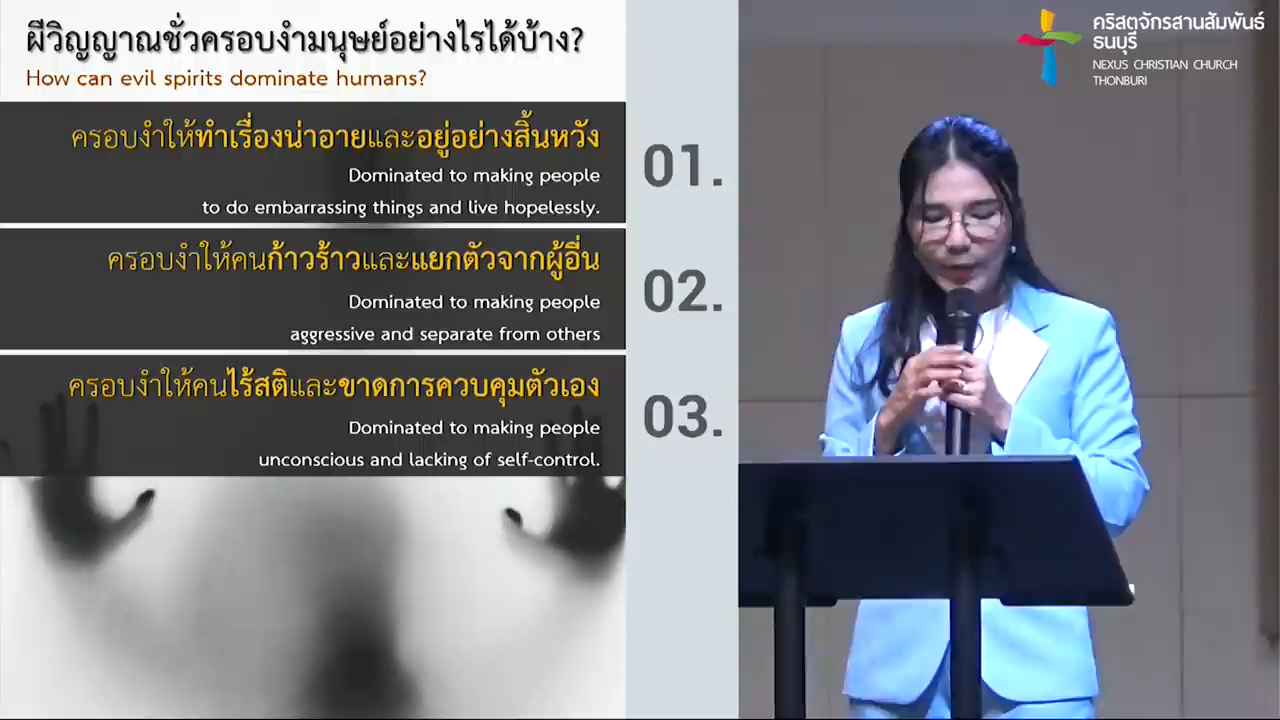 ผีวิญญาณชั่วครอบงำมนุษย์อย่างไรได้บ้าง?
How can evil spirits dominate humans?
ครอบงำให้ทำเรื่องน่าอายและอยู่อย่างสิ้นหวัง
Dominated to making people
to do embarrassing things and live hopelessly.
01.
ครอบงำให้คนก้าวร้าวและแยกตัวจากผู้อื่น
Dominated to making people
aggressive and separate from others
02.
ครอบงำให้คนไร้สติและขาดการควบคุมตัวเอง
Dominated to making people
unconscious and lacking of self-control.
03.
คริสตจักรสานสัมพันธ์
ธนบุรี
NEXUS CHRISTIAN CHURCH
THONBURI